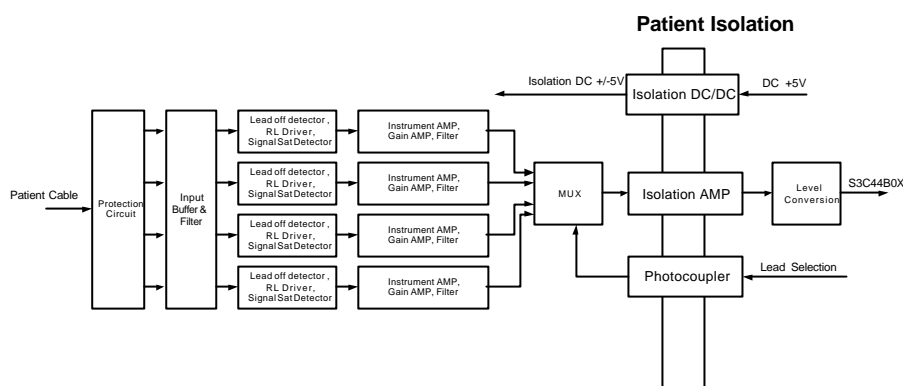 Patient Isolation
Isolation DC +/-5V
Isolation DC/DC
DC +5V
Patient Cable
Protection
Circuit
Input
Buffer &
Filter
Lead off detector ,
RL Driver,
Signal Sat Detector
Instrument AMP,
Gain AMP, Filter
Lead off detector ,
RL Driver,
Signal Sat Detector
Instrument AMP,
Gain AMP, Filter
Lead off detector ,
RL Driver,
Signal Sat Detector
Instrument AMP,
Gain AMP, Filter
Lead off detector ,
RL Driver,
Signal Sat Detector
Instrument AMP,
Gain AMP, Filter
MUX
Isolation AMP
Level
Conversion
S3C44B0X
Photocoupler
Lead Selection